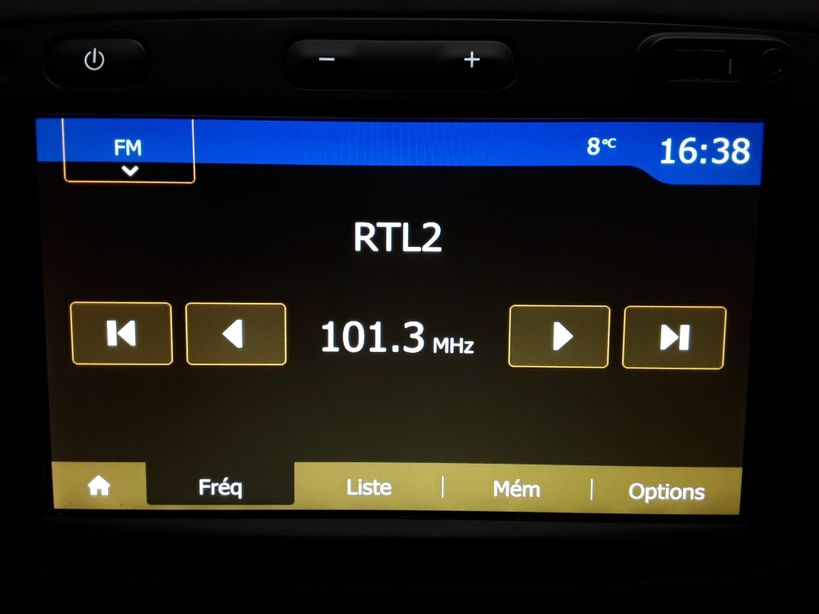 − +
FM 8°C 16:38
RTL2
101.3 MHz
Fréq Liste Mém Options